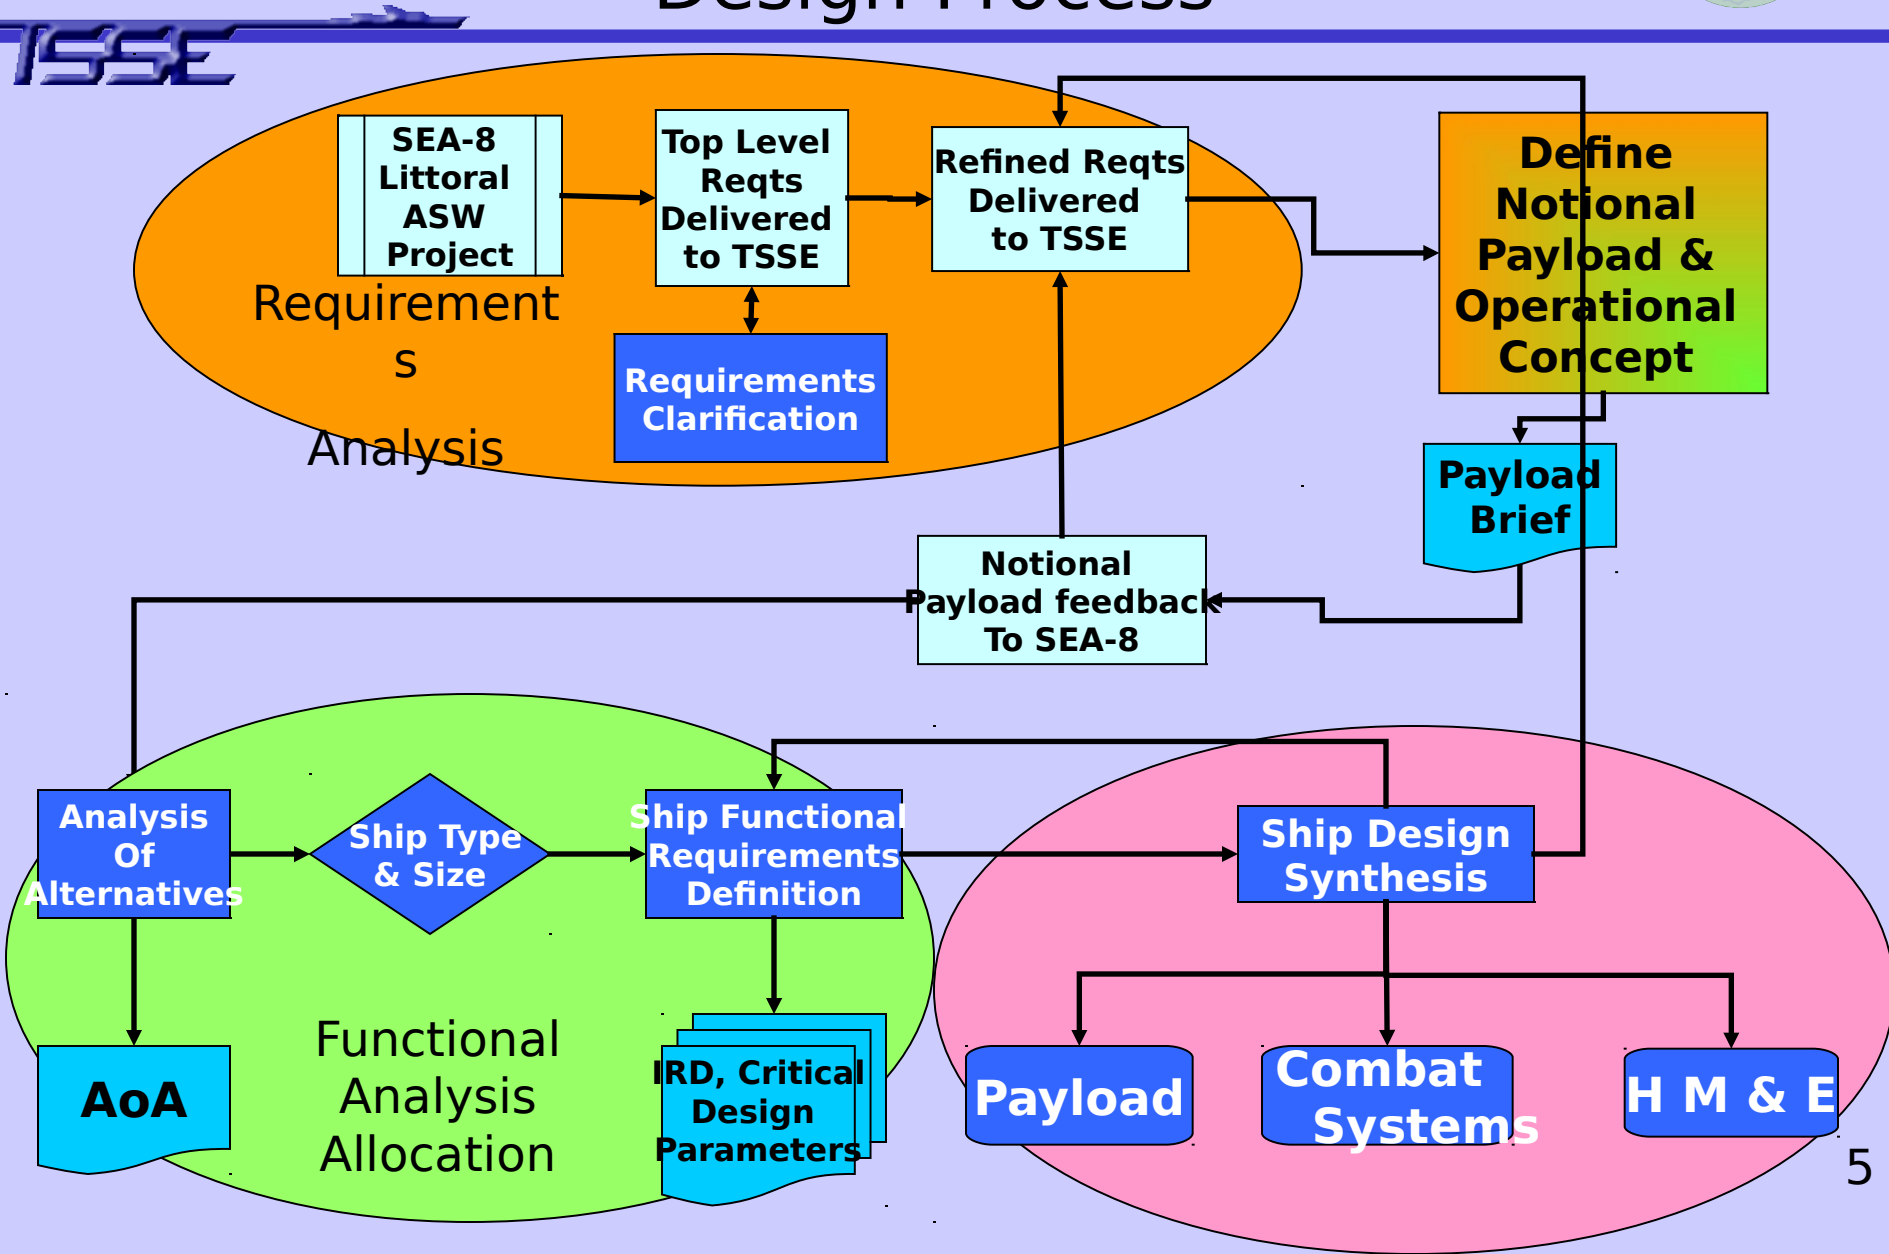 Design Process
TSSE
SEA-8
Littoral
ASW
Project
Top Level
Reqts
Delivered
to TSSE
Refined Reqts
Delivered
to TSSE
Define
Notional
Payload &
Operational
Concept
Requirement
s
Analysis
Requirements
Clarification
Payload
Brief
Notional
Payload feedback
To SEA-8
Analysis
Of
Alternatives
Ship Type
& Size
Ship Functional
Requirements
Definition
Ship Design
Synthesis
AoA
Functional
Analysis
Allocation
IRD, Critical
Design
Parameters
Payload
Combat
Systems
H M & E
5